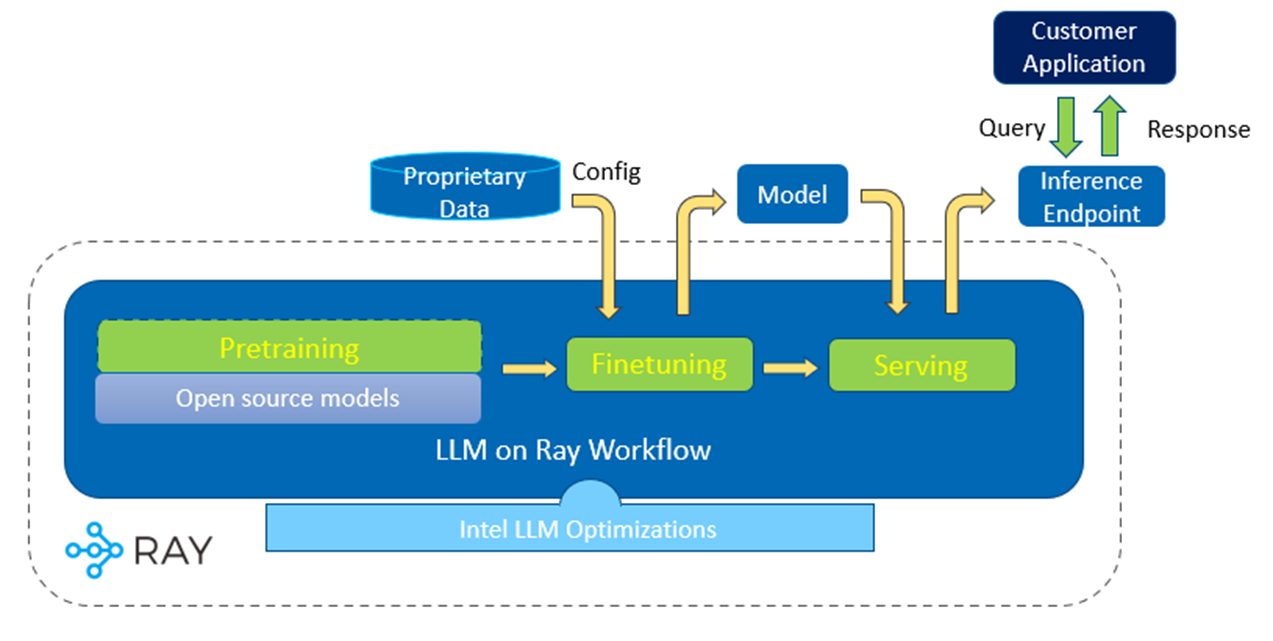 Customer
Application
Query
Response
Proprietary
Data
Config
Model
Inference
Endpoint
Pretraining
Open source models
Finetuning
Serving
LLM on Ray Workflow
Intel LLM Optimizations
RAY